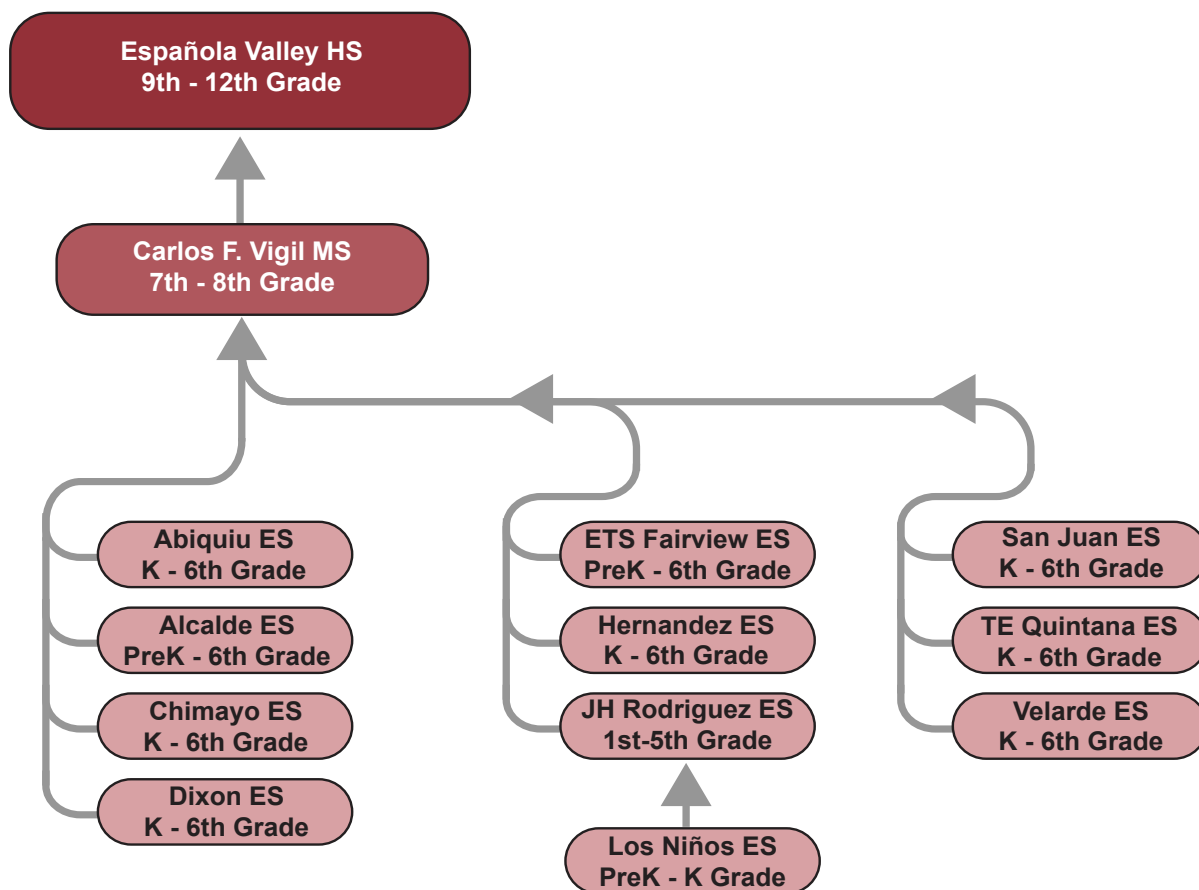 Española Valley HS
9th - 12th Grade
Carlos F. Vigil MS
7th - 8th Grade
Abiquiu ES
K - 6th Grade
Alcalde ES
PreK - 6th Grade
Chimayo ES
K - 6th Grade
Dixon ES
K - 6th Grade
ETS Fairview ES
PreK - 6th Grade
Hernandez ES
K - 6th Grade
JH Rodriguez ES
1st-5th Grade
Los Niños ES
PreK - K Grade
San Juan ES
K - 6th Grade
TE Quintana ES
K - 6th Grade
Velarde ES
K - 6th Grade